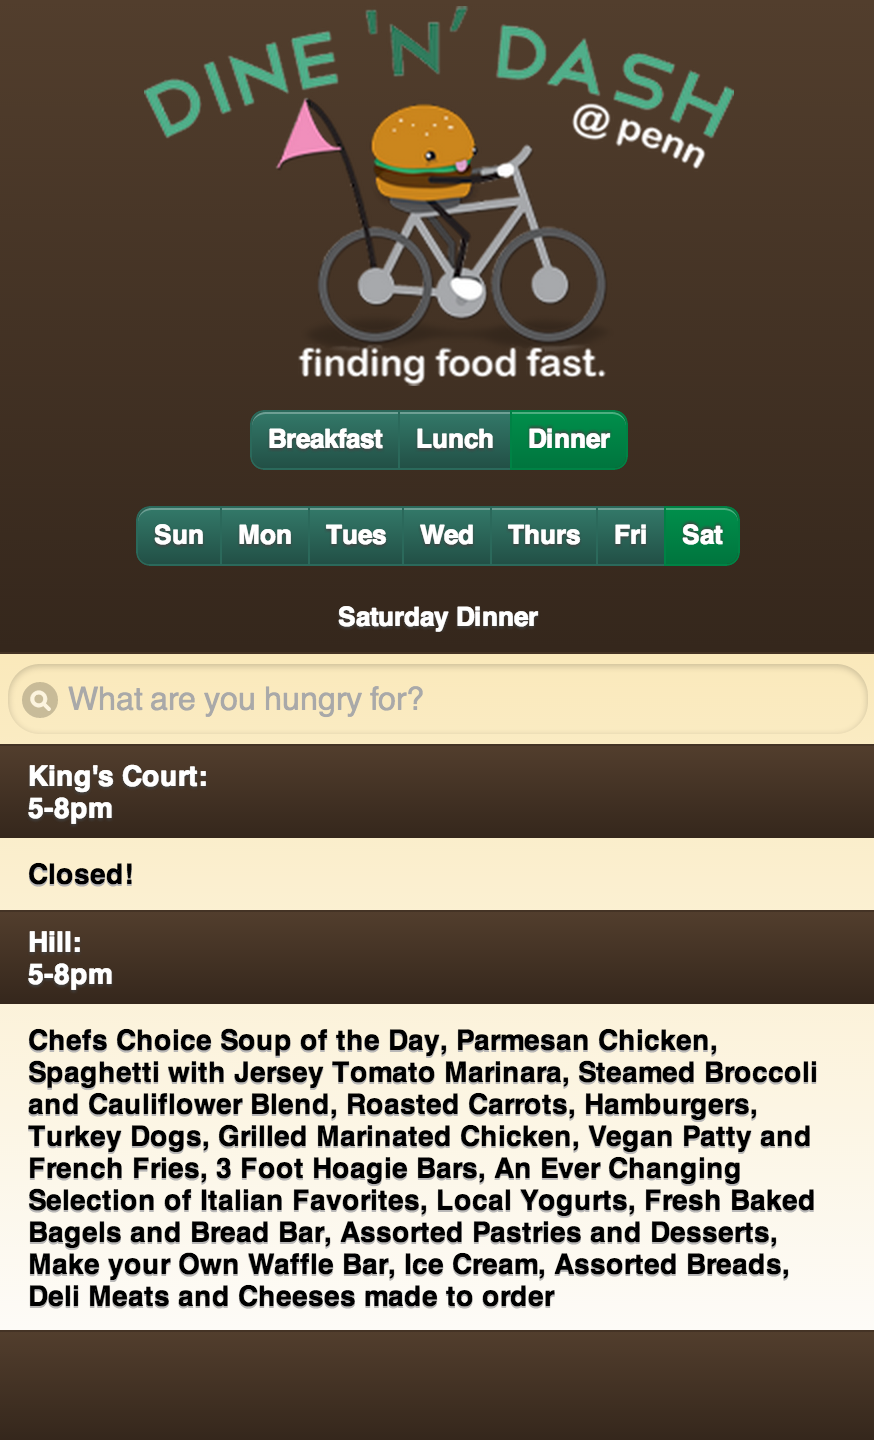 DINE 'N' DASH
@ penn
finding food fast.
Breakfast Lunch Dinner
Sun Mon Tues Wed Thurs Fri Sat
Saturday Dinner
What are you hungry for?
King's Court:
5-8pm
Closed!
Hill:
5-8pm
Chefs Choice Soup of the Day, Parmesan Chicken,
Spaghetti with Jersey Tomato Marinara, Steamed Broccoli
and Cauliflower Blend, Roasted Carrots, Hamburgers,
Turkey Dogs, Grilled Marinated Chicken, Vegan Patty and
French Fries, 3 Foot Hoagie Bars, An Ever Changing
Selection of Italian Favorites, Local Yogurts, Fresh Baked
Bagels and Bread Bar, Assorted Pastries and Desserts,
Make your Own Waffle Bar, Ice Cream, Assorted Breads,
Deli Meats and Cheeses made to order